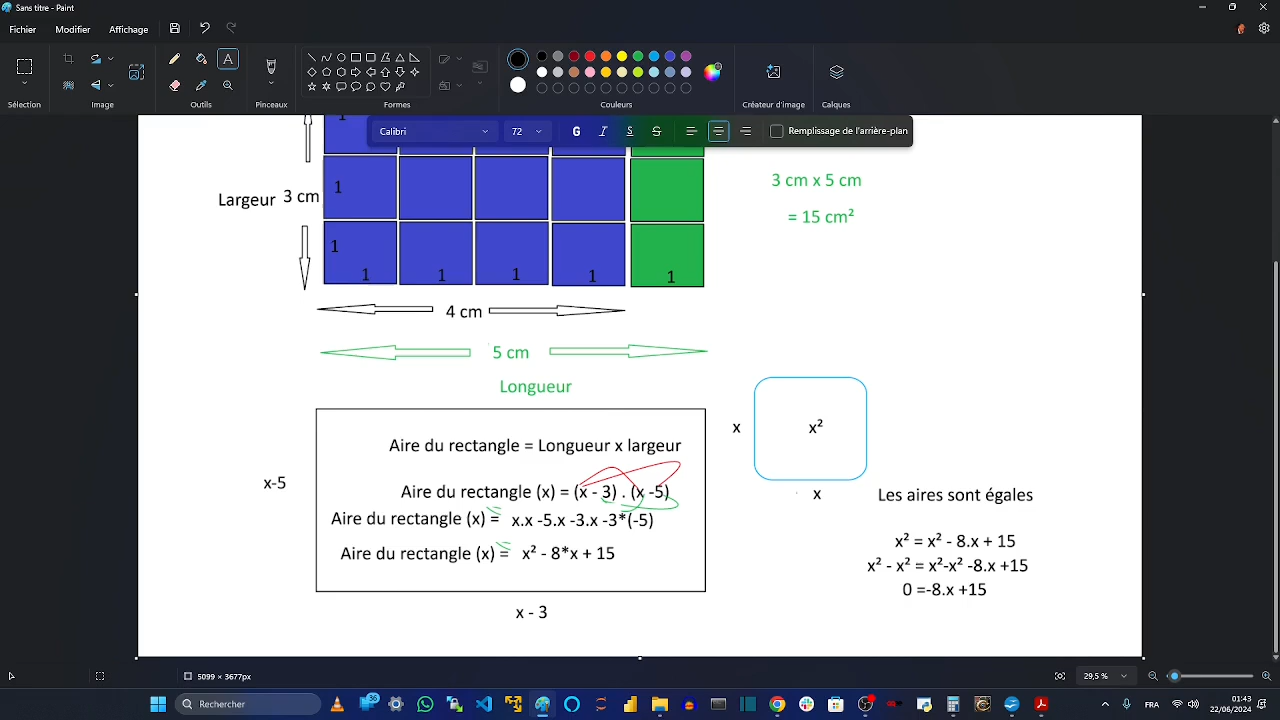 Sans titre - Paint
Fichier Modifier Affichage
Sélection Image Outils Pinceaux Formes Couleurs Créateur d'image Calques
Calibri 72 G I S S Remplissage de l'arrière-plan
1
Largeur 3 cm 1
1
1 1 1 1 1
4 cm
5 cm
Longueur
3 cm x 5 cm
= 15 cm²
Aire du rectangle = Longueur x largeur
x-5
Aire du rectangle (x) = (x - 3) . (x -5)
Aire du rectangle (x) = x.x -5.x -3.x -3*(-5)
Aire du rectangle (x) = x² - 8*x + 15
x - 3
x x²
x
Les aires sont égales
x² = x² - 8.x + 15
x² - x² = x²-x² -8.x +15
0 =-8.x +15
5099 × 3677px
Rechercher
36
FRA
01:43
22/06/2024